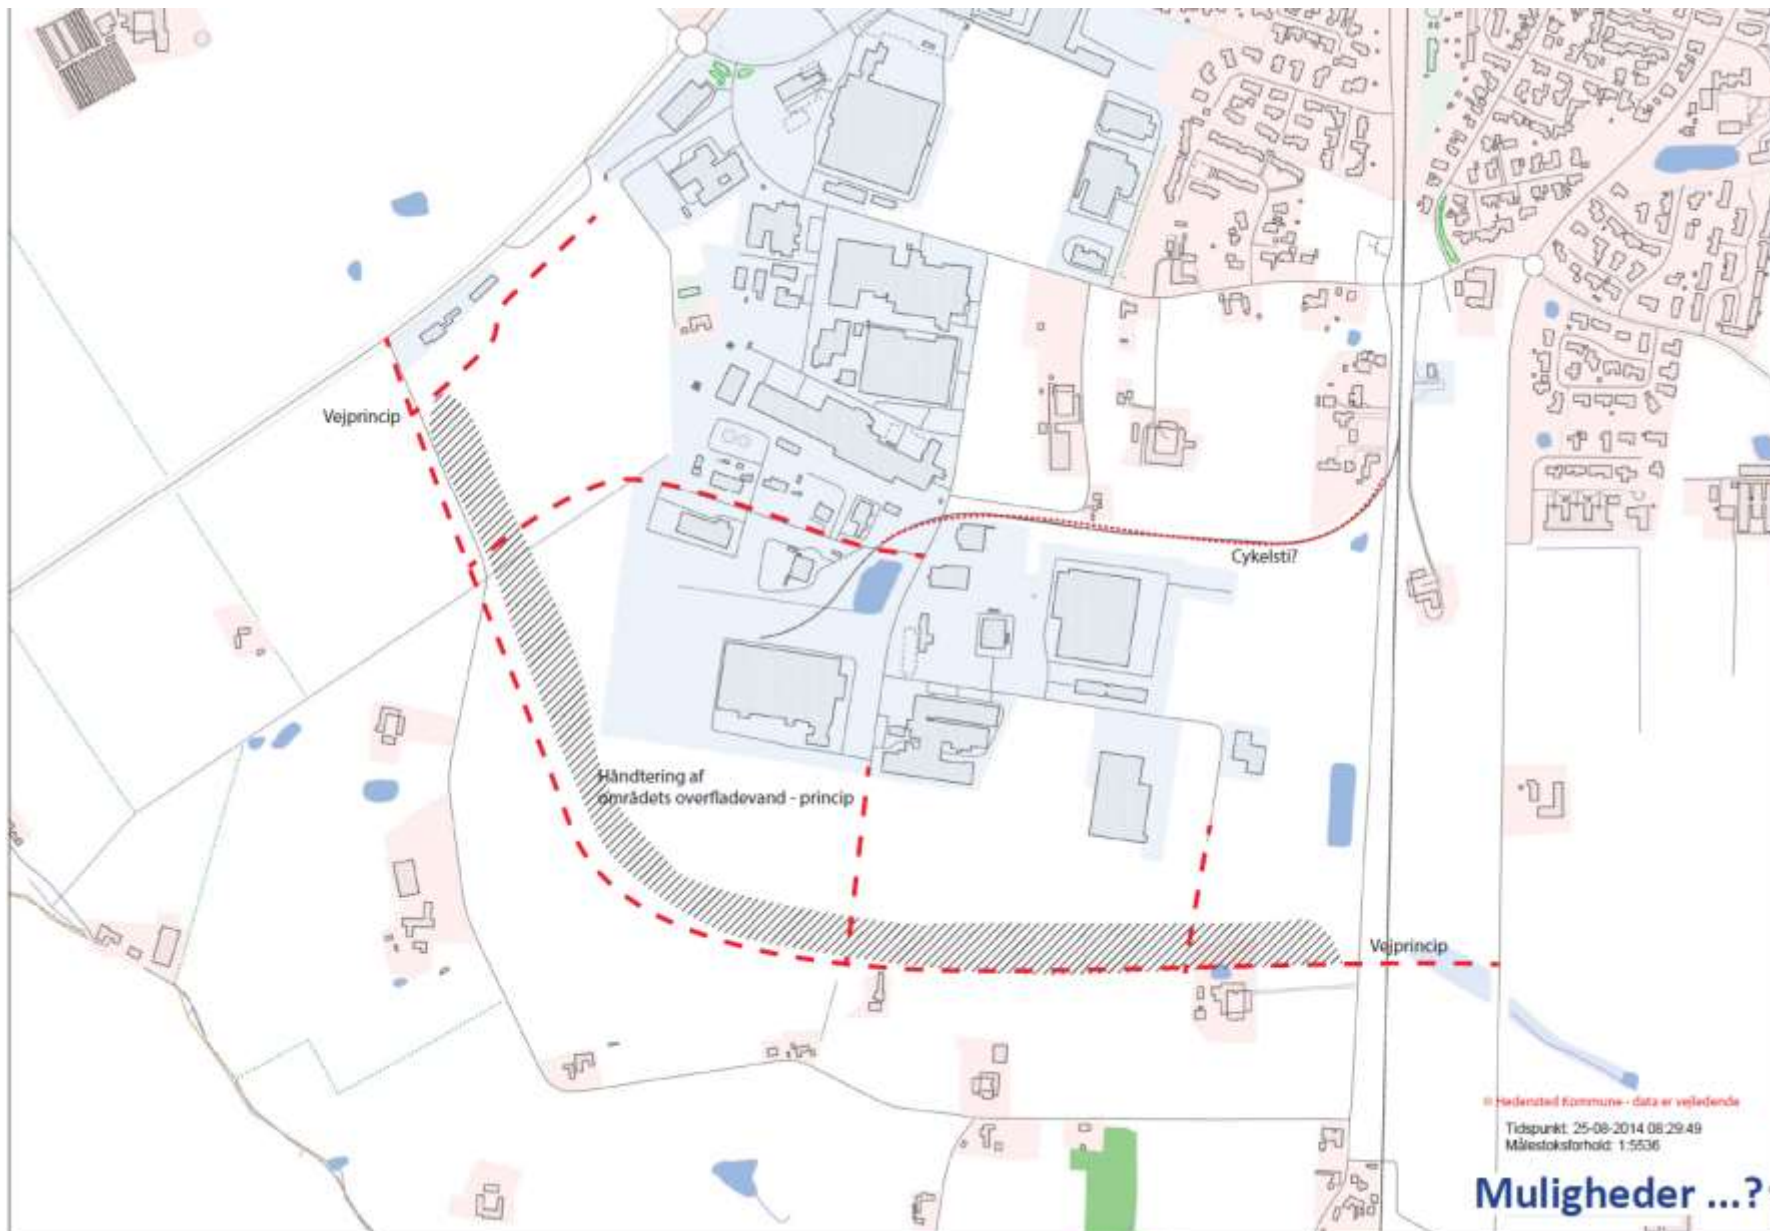 Vejprincip
Cykelsti?
Håndtering af
områdets overfladevand - princip
Vejprincip
© Hedensted Kommune - data er vejledende
Tidspunkt: 25-08-2014 08:29:49
Målestoksforhold: 1:5536
Muligheder ...?